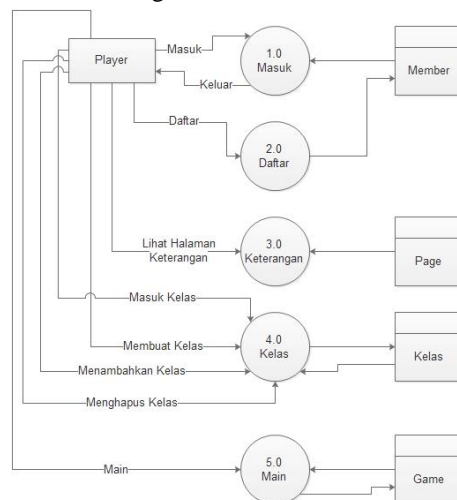 Player
Masuk
1.0
Masuk
Member
Keluar
Daftar
2.0
Daftar
Lihat Halaman
Keterangan
3.0
Keterangan
Page
Masuk Kelas
4.0
Kelas
Membuat Kelas
Kelas
Menambahkan Kelas
Menghapus Kelas
Main
5.0
Main
Game